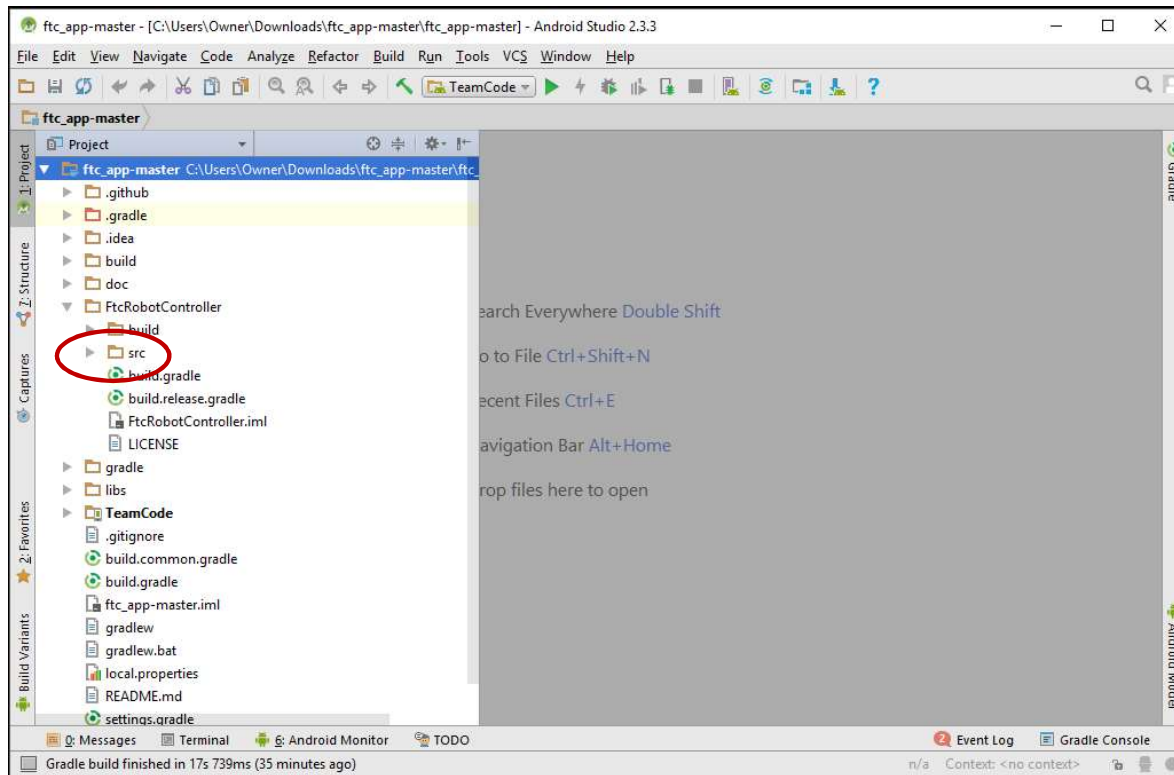 ftc_app-master - [C:\Users\Owner\Downloads\ftc_app-master\ftc_app-master] - Android Studio 2.3.3
File Edit View Navigate Code Analyze Refactor Build Run Tools VCS Window Help
TeamCode
ftc_app-master
Project
ftc_app-master C:\Users\Owner\Downloads\ftc_app-master\ftc_
.github
.gradle
.idea
build
doc
FtcRobotController
build
src
build.gradle
build.release.gradle
FtcRobotController.iml
LICENSE
gradle
libs
TeamCode
.gitignore
build.common.gradle
build.gradle
ftc_app-master.iml
gradlew
gradlew.bat
local.properties
README.md
settings.gradle
earch Everywhere Double Shift
o to File Ctrl+Shift+N
ecent Files Ctrl+E
avigation Bar Alt+Home
rop files here to open
1: Project
7: Structure
Captures
2: Favorites
Build Variants
Gradle
Android Model
0: Messages Terminal 6: Android Monitor TODO 2 Event Log Gradle Console
Gradle build finished in 17s 739ms (35 minutes ago) n/a Context: <no context>